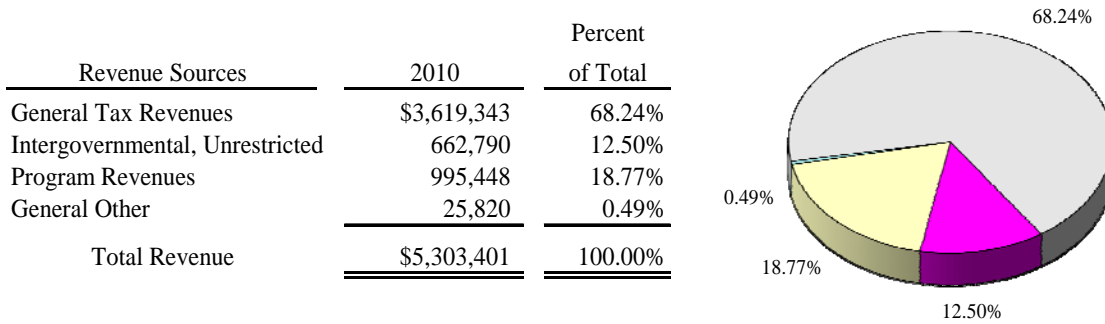 Percent
Revenue Sources 2010 of Total
General Tax Revenues $3,619,343 68.24%
Intergovernmental, Unrestricted 662,790 12.50%
Program Revenues 995,448 18.77%
General Other 25,820 0.49%
Total Revenue $5,303,401 100.00%
68.24%
0.49%
18.77%
12.50%